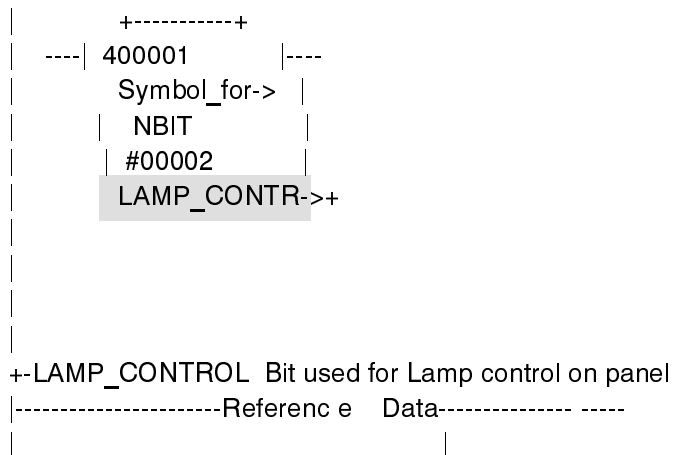 |            +-----------+
|    ----| 400001          |----
|            Symbol_for->   |
|          |   NBIT            |
|          | #00002          |
|            LAMP_CONTR->+
|
|
|
|
+-LAMP_CONTROL  Bit used for Lamp control on panel
|-----------------------Referenc e    Data--------------- -----
|                                                |